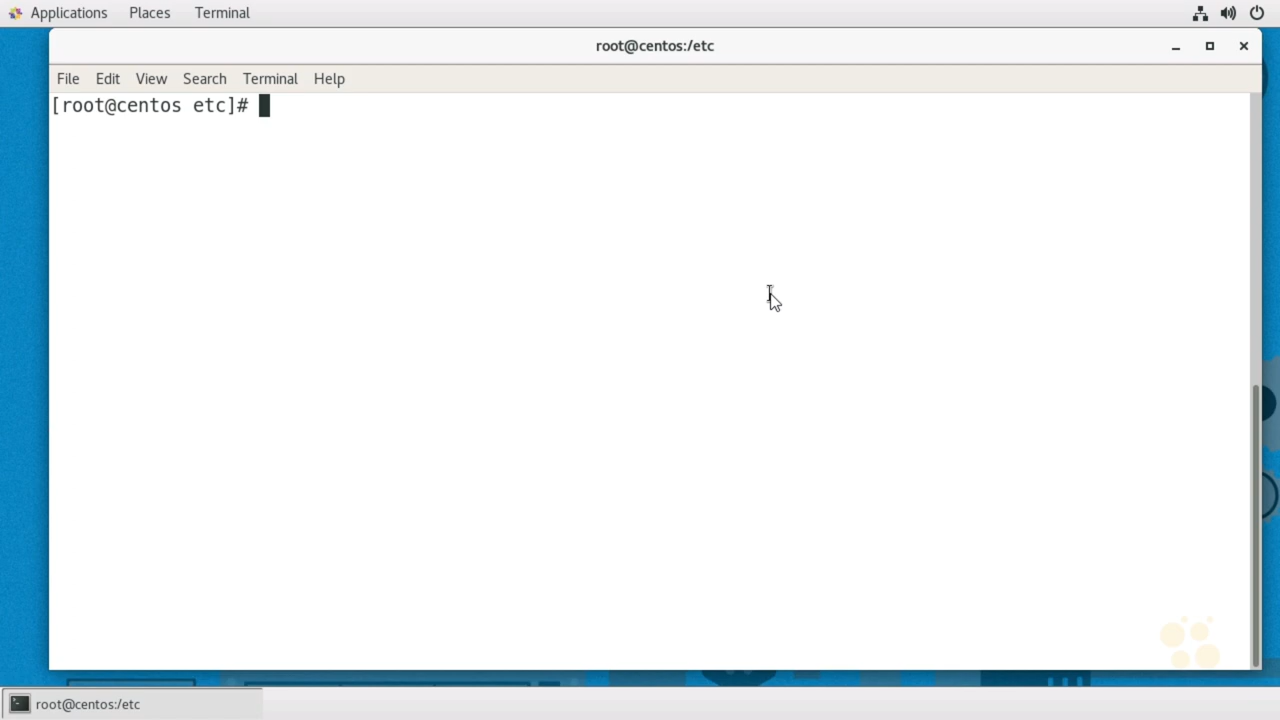 Applications Places Terminal
root@centos:/etc
File Edit View Search Terminal Help
[root@centos etc]#
root@centos:/etc